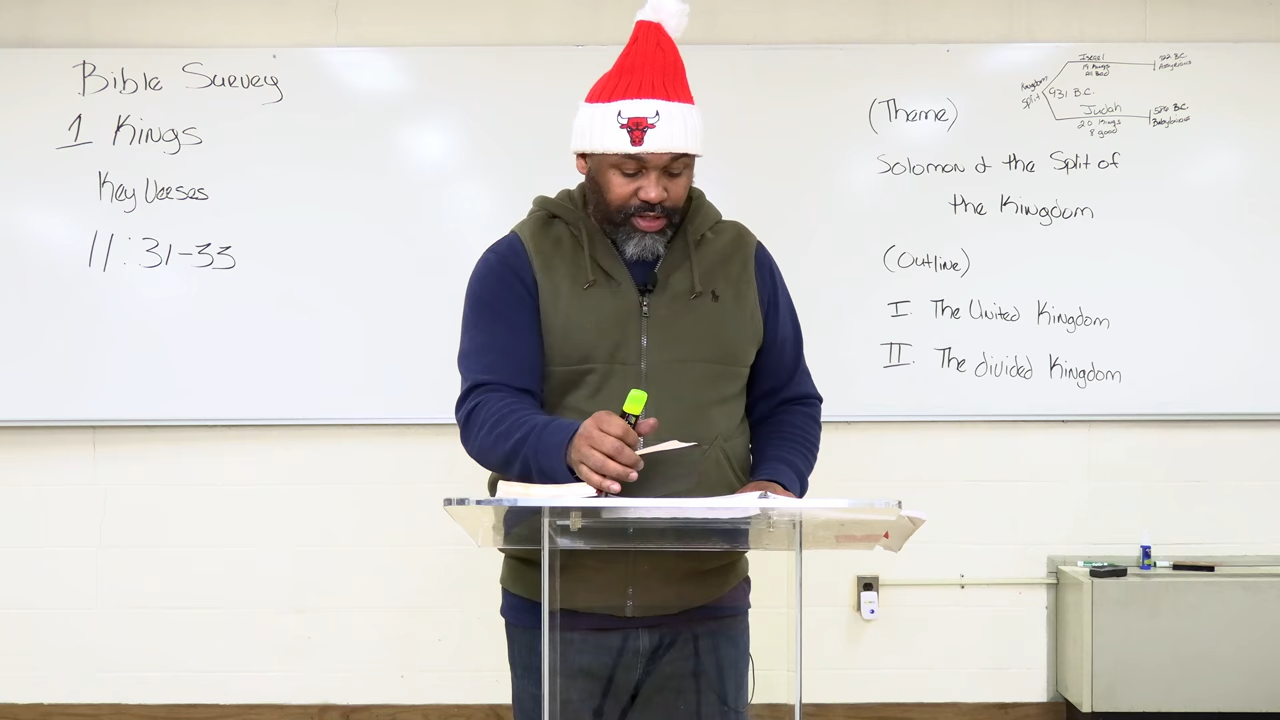 Bible Survey
1 Kings
Key Verses
11:31-33
(Theme)
Solomon & the Split of
the Kingdom
(Outline)
I. The United Kingdom
II. The divided Kingdom
Kingdom
Split
931 B.C.
Israel
19 Kings
All Bad
722 B.C.
Assyrians
Judah
20 Kings
8 good
586 B.C.
Babylonians